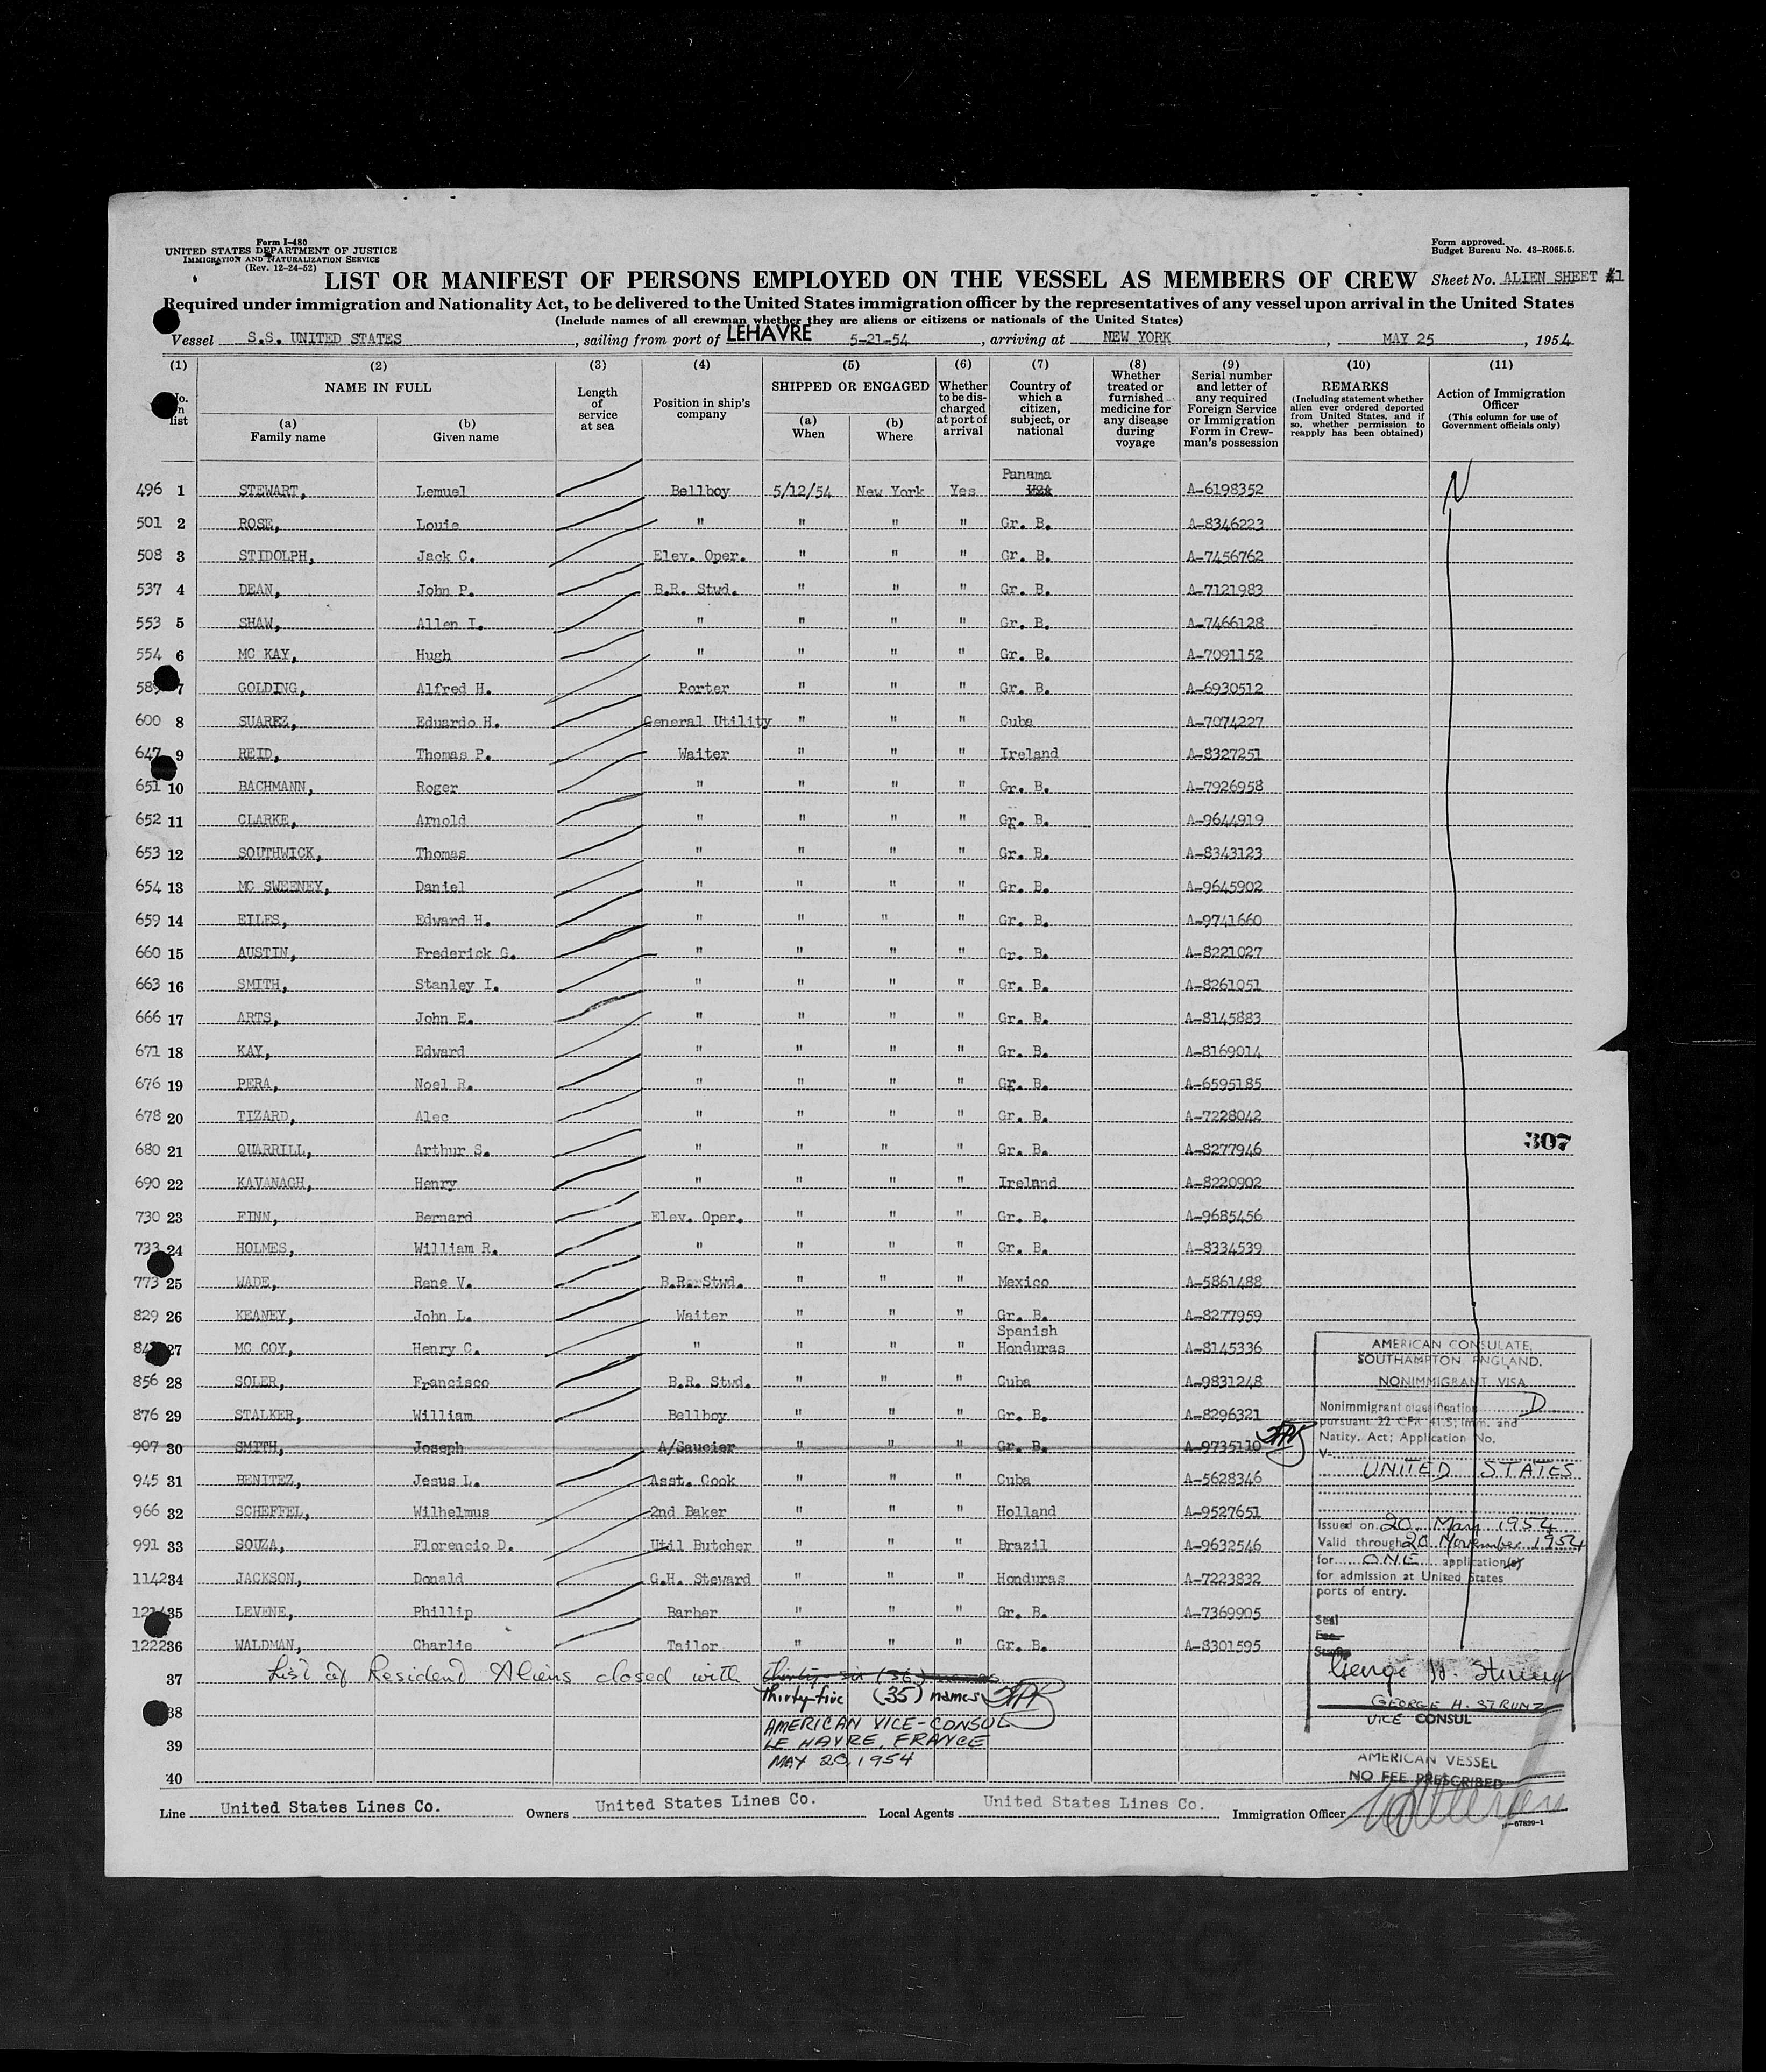 Form I-480
UNITED STATES DEPARTMENT OF JUSTICE
IMMIGRATION AND NATURALIZATION SERVICE
(Rev. 12-24-52)
Form approved.
Budget Bureau No. 43-R065.5.
LIST OR MANIFEST OF PERSONS EMPLOYED ON THE VESSEL AS MEMBERS OF CREW Sheet No. ALIEN SHEET #1
Required under immigration and Nationality Act, to be delivered to the United States immigration officer by the representatives of any vessel upon arrival in the United States
(Include names of all crewman whether they are aliens or citizens or nationals of the United States)
Vessel S.S. UNITED STATES, sailing from port of LEHAVRE 5-21-54, arriving at NEW YORK, MAY 25, 1954
(1) (2) (3) (4) (5) (6) (7) (8) (9) (10) (11)
No. on list
NAME IN FULL
(a) Family name
(b) Given name
Length of service at sea
Position in ship's company
SHIPPED OR ENGAGED
(a) When
(b) Where
Whether to be discharged at port of arrival
Country of which a citizen, subject, or national
Whether treated or furnished medicine for any disease during voyage
Serial number and letter of any required Foreign Service or Immigration Form in Crewman's possession
REMARKS
(Including statement whether alien ever ordered deported from United States, and if so, whether permission to reapply has been obtained)
Action of Immigration Officer
(This column for use of Government officials only)
Panama
496 1 STEWART, Lemuel Bellboy 5/12/54 New York Yes A-6198352 N
501 2 ROSE, Louie " " " " Gr. B. A-8346223
508 3 STIDOLPH, Jack C. Elev. Oper. " " " Gr. B. A-7456762
537 4 DEAN, John P. B.R. Stwd. " " " Gr. B. A-7121983
553 5 SHAW, Allen I. " " " " Gr. B. A-7466128
554 6 MC KAY, Hugh " " " " Gr. B. A-7091152
7 GOLDING, Alfred H. Porter " " " Gr. B. A-6930512
600 8 SUAREZ, Eduardo H. General Utility " " " Cuba A-7074227
647 9 REID, Thomas P. Waiter " " " Ireland A-8327251
651 10 BACHMANN, Roger " " " " Gr. B. A-7926958
652 11 CLARKE, Arnold " " " " Gr. B. A-9644919
653 12 SOUTHWICK, Thomas " " " " Gr. B. A-8343123
654 13 MC SWEENEY, Daniel " " " " Gr. B. A-9645902
659 14 EILES, Edward H. " " " " Gr. B. A-9741660
660 15 AUSTIN, Frederick G. " " " " Gr. B. A-8221027
663 16 SMITH, Stanley I. " " " " Gr. B. A-8261051
666 17 ARTS, John E. " " " " Gr. B. A-8145883
671 18 KAY, Edward " " " " Gr. B. A-8169014
676 19 PERA, Noel R. " " " " Gr. B. A-6595185
678 20 TIZARD, Alec " " " " Gr. B. A-7228042
307
680 21 QUARRILL, Arthur S. " " " " Gr. B. A-8277946
690 22 KAVANAGH, Henry " " " " Ireland A-8220902
730 23 FINN, Bernard Elev. Oper. " " " Gr. B. A-9685456
733 24 HOLMES, William R. " " " " Gr. B. A-8334539
773 25 WADE, Rene V. B.R. Stwd. " " " Mexico A-5861488
829 26 KEANEY, John L. Waiter " " " Gr. B. A-8277959
27 MC COY, Henry C. " " " " Spanish Honduras A-8145336
856 28 SOLER, Francisco B.R. Stwd. " " " Cuba A-9831248
876 29 STALKER, William Bellboy " " " Gr. B. A-8296321
907 30 SMITH, Joseph A/Saucier " " " Gr. B. A-9735110
945 31 BENITEZ, Jesus L. Asst. Cook " " " Cuba A-5628346
966 32 SCHEFFEL, Wilhelmus 2nd Baker " " " Holland A-9527651
991 33 SOUZA, Florencio D. Util Butcher " " " Brazil A-9632546
1142 34 JACKSON, Donald G.H. Steward " " " Honduras A-7223832
35 LEVENE, Phillip Barber " " " Gr. B. A-7369905
1222 36 WALDMAN, Charlie Tailor " " " Gr. B. A-8301595
37 List of Resident Aliens closed with thirty-six (36) names
thirty-five (35) names
38
AMERICAN VICE-CONSUL
39 LE HAVRE, FRANCE
MAY 20, 1954
40
AMERICAN CONSULATE,
SOUTHAMPTON ENGLAND.
NONIMMIGRANT VISA
Nonimmigrant classification D
pursuant 22 CFR 41.5; Imm. and
Natity. Act; Application No.
V-
UNITED STATES
Issued on 20 May 1954
Valid through 20 November 1954
for ONE application(s)
for admission at United States
ports of entry.
Seal
Fee
Stamp
George H. Strunz
GEORGE H. STRUNZ
VICE CONSUL
AMERICAN VESSEL
NO FEE PRESCRIBED
Line United States Lines Co. Owners United States Lines Co. Local Agents United States Lines Co. Immigration Officer
16-67829-1